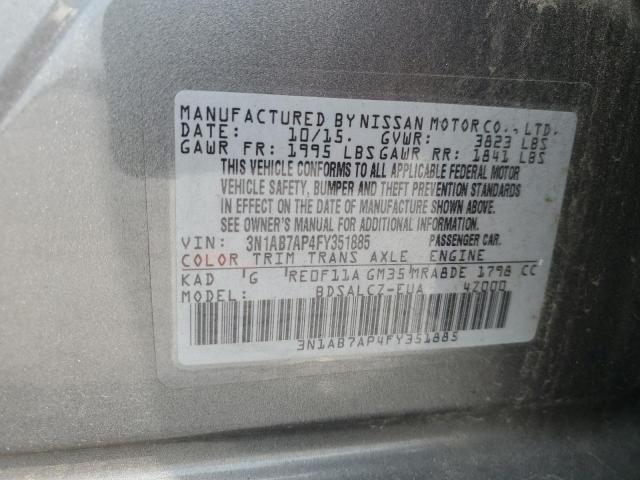 MANUFACTURED BY NISSAN MOTOR CO., LTD.
DATE: 10/15. GVWR: 3823 LBS
GAWR FR: 1995 LBS GAWR RR: 1841 LBS
THIS VEHICLE CONFORMS TO ALL APPLICABLE FEDERAL MOTOR
VEHICLE SAFETY, BUMPER AND THEFT PREVENTION STANDARDS
IN EFFECT ON THE DATE OF MANUFACTURE SHOWN ABOVE.
SEE OWNER'S MANUAL FOR ADDITIONAL INFORMATION.
VIN: 3N1AB7AP4FY351885 PASSENGER CAR.
COLOR TRIM TRANS AXLE ENGINE
KAD G RE0F11A GM35 MRA8DE 1798 CC
MODEL: BDSALCZ-EUA 4Z000
3N1AB7AP4FY351885